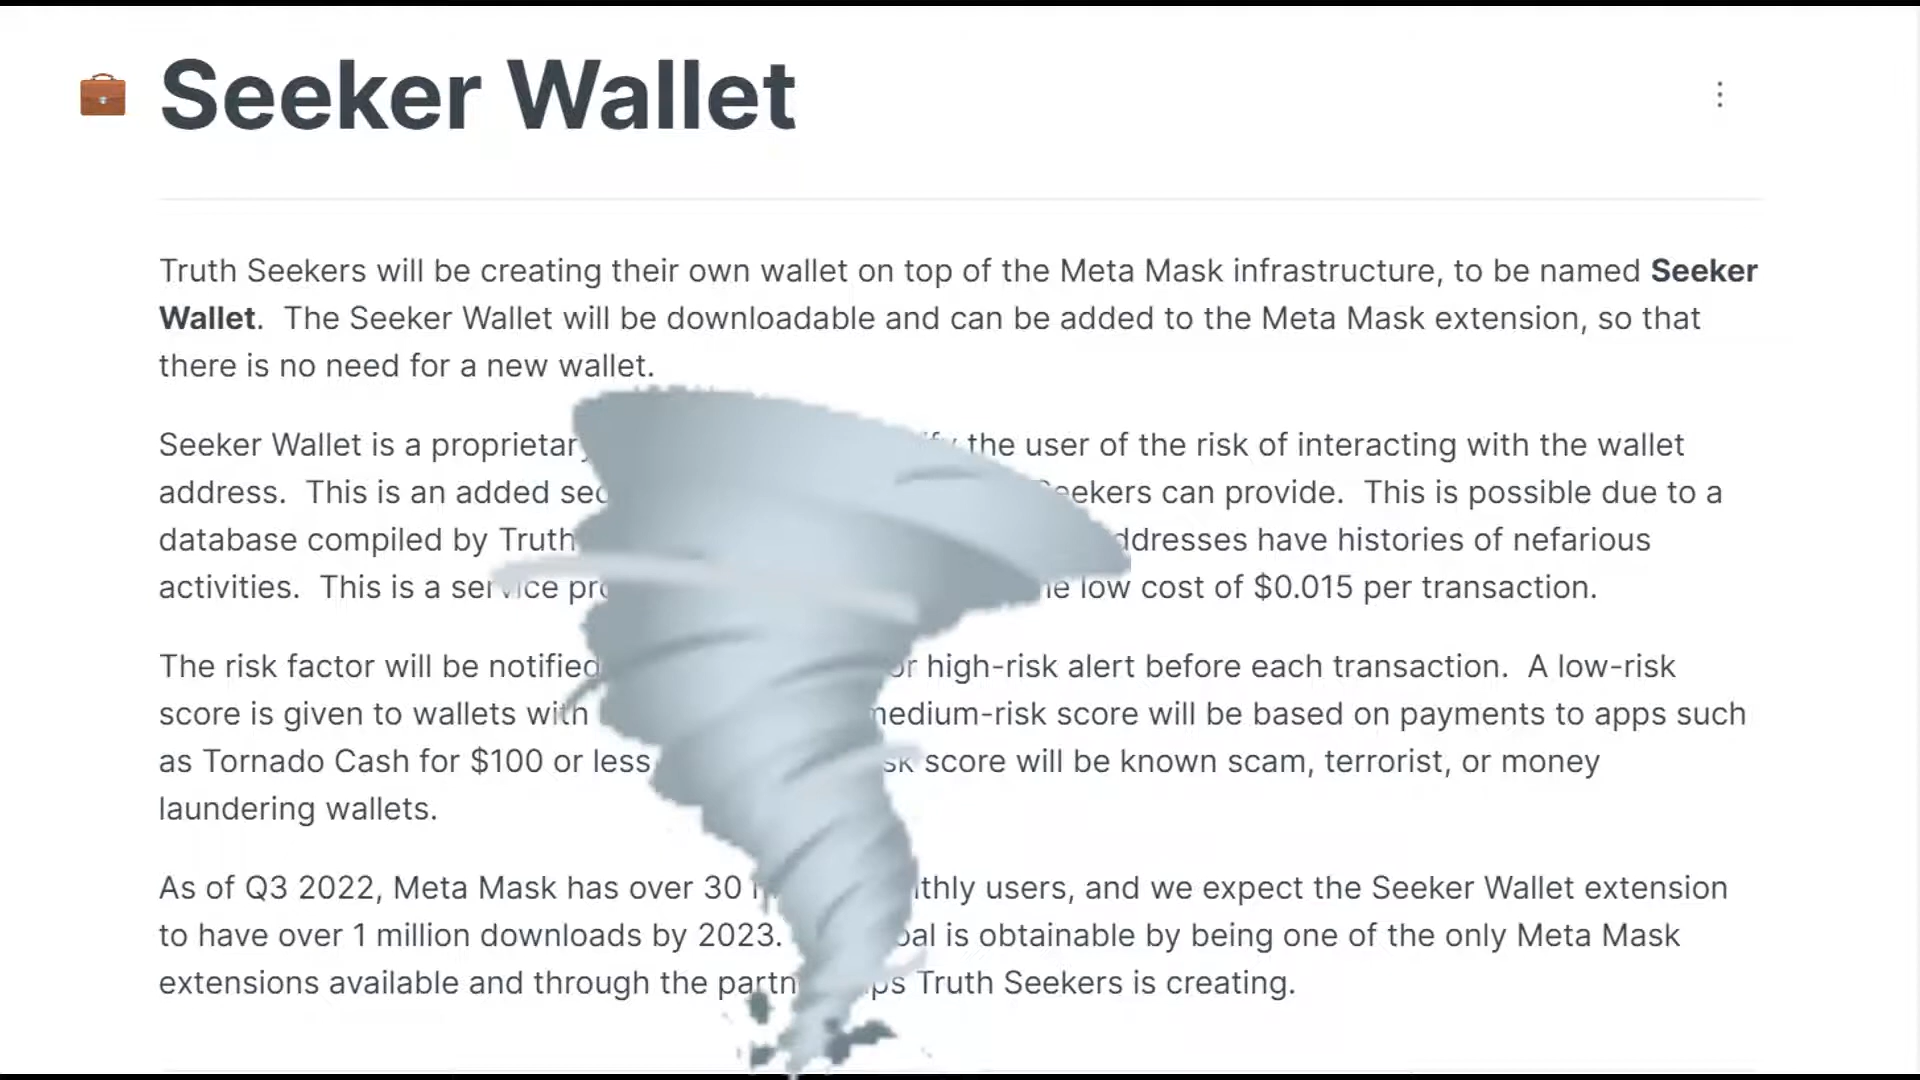 Seeker Wallet
Truth Seekers will be creating their own wallet on top of the Meta Mask infrastructure, to be named Seeker
Wallet. The Seeker Wallet will be downloadable and can be added to the Meta Mask extension, so that
there is no need for a new wallet.
Seeker Wallet is a the user of the risk of interacting with the wallet
address. This is an added can provide. This is possible due to a
database compiled by Truth have histories of nefarious
activities. This is a low cost of $0.015 per transaction.
The risk factor will be notified high-risk alert before each transaction. A low-risk
score is given to wallets with medium-risk score will be based on payments to apps such
as Tornado Cash for $100 or less score will be known scam, terrorist, or money
laundering wallets.
As of Q3 2022, Meta Mask has over 30 users, and we expect the Seeker Wallet extension
to have over 1 million downloads by 2023. is obtainable by being one of the only Meta Mask
extensions available and through the Truth Seekers is creating.